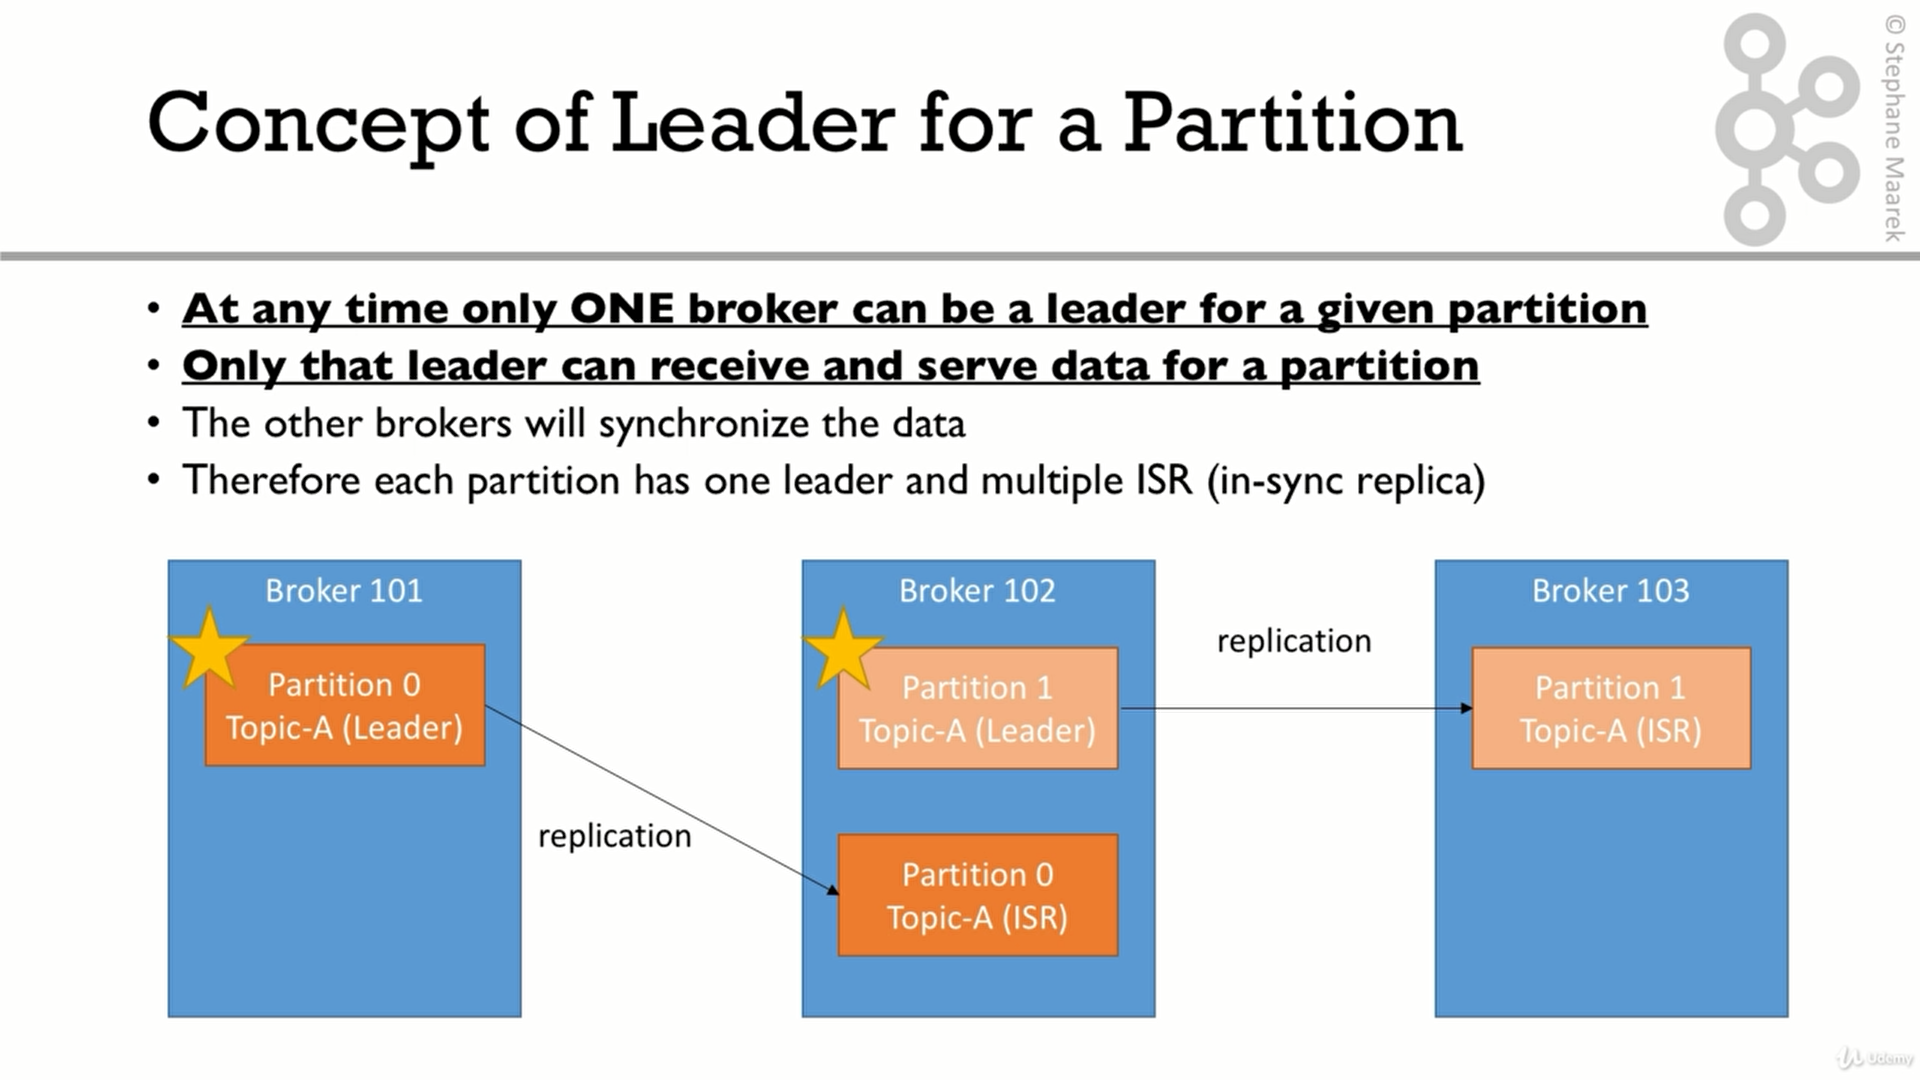 Concept of Leader for a Partition
© Stephane Maarek
• At any time only ONE broker can be a leader for a given partition
• Only that leader can receive and serve data for a partition
• The other brokers will synchronize the data
• Therefore each partition has one leader and multiple ISR (in-sync replica)
Broker 101
Partition 0
Topic-A (Leader)
replication
Broker 102
Partition 1
Topic-A (Leader)
Partition 0
Topic-A (ISR)
replication
Broker 103
Partition 1
Topic-A (ISR)
Udemy